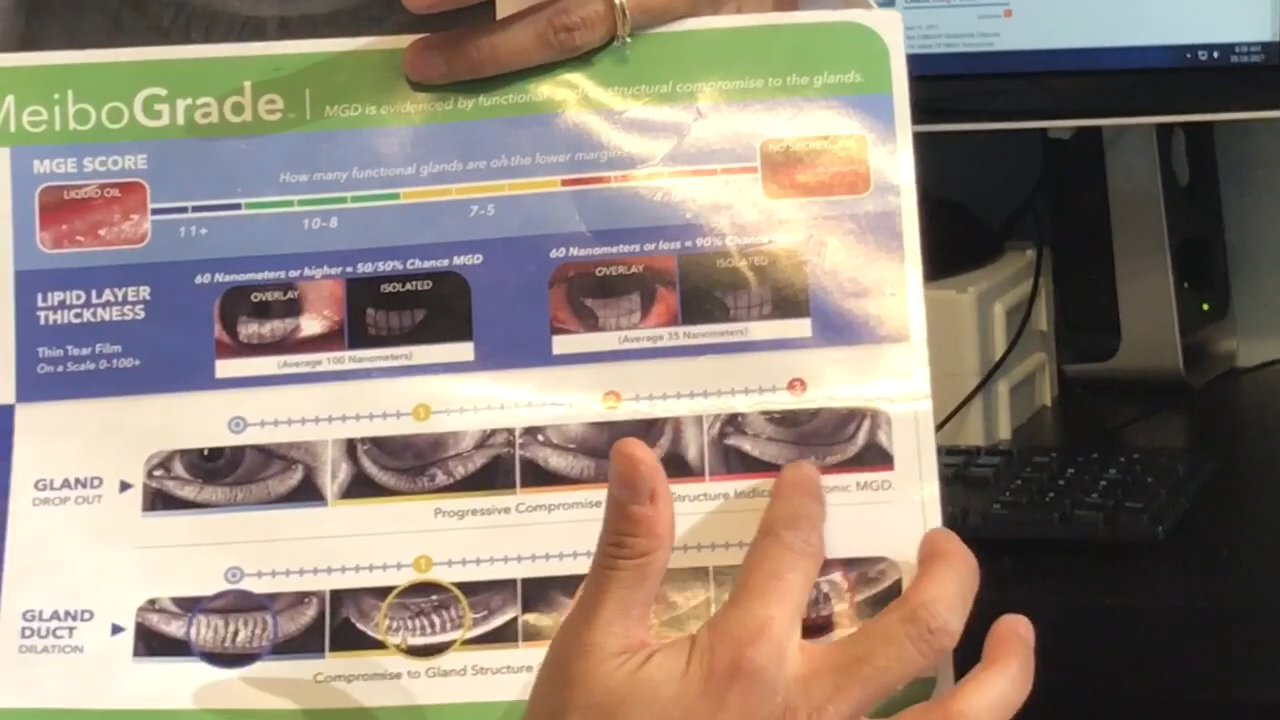 MeiboGrade
MGD is evidenced by functional structural compromise to the glands.
MGE SCORE
How many functional glands are on the lower margin
LIQUID OIL
NO
11+
10-8
7-5
60 Nanometers or higher = 50/50% Chance MGD
60 Nanometers or less = 90% Chance
LIPID LAYER
THICKNESS
Thin Tear Film
On a Scale 0-100+
OVERLAY
ISOLATED
(Average 100 Nanometers)
OVERLAY
ISOLATED
(Average 35 Nanometers)
0
1
2
3
GLAND
DROP OUT
Progressive Compromise Structure MGD.
0
1
GLAND
DUCT
DILATION
Compromise to Gland Structure